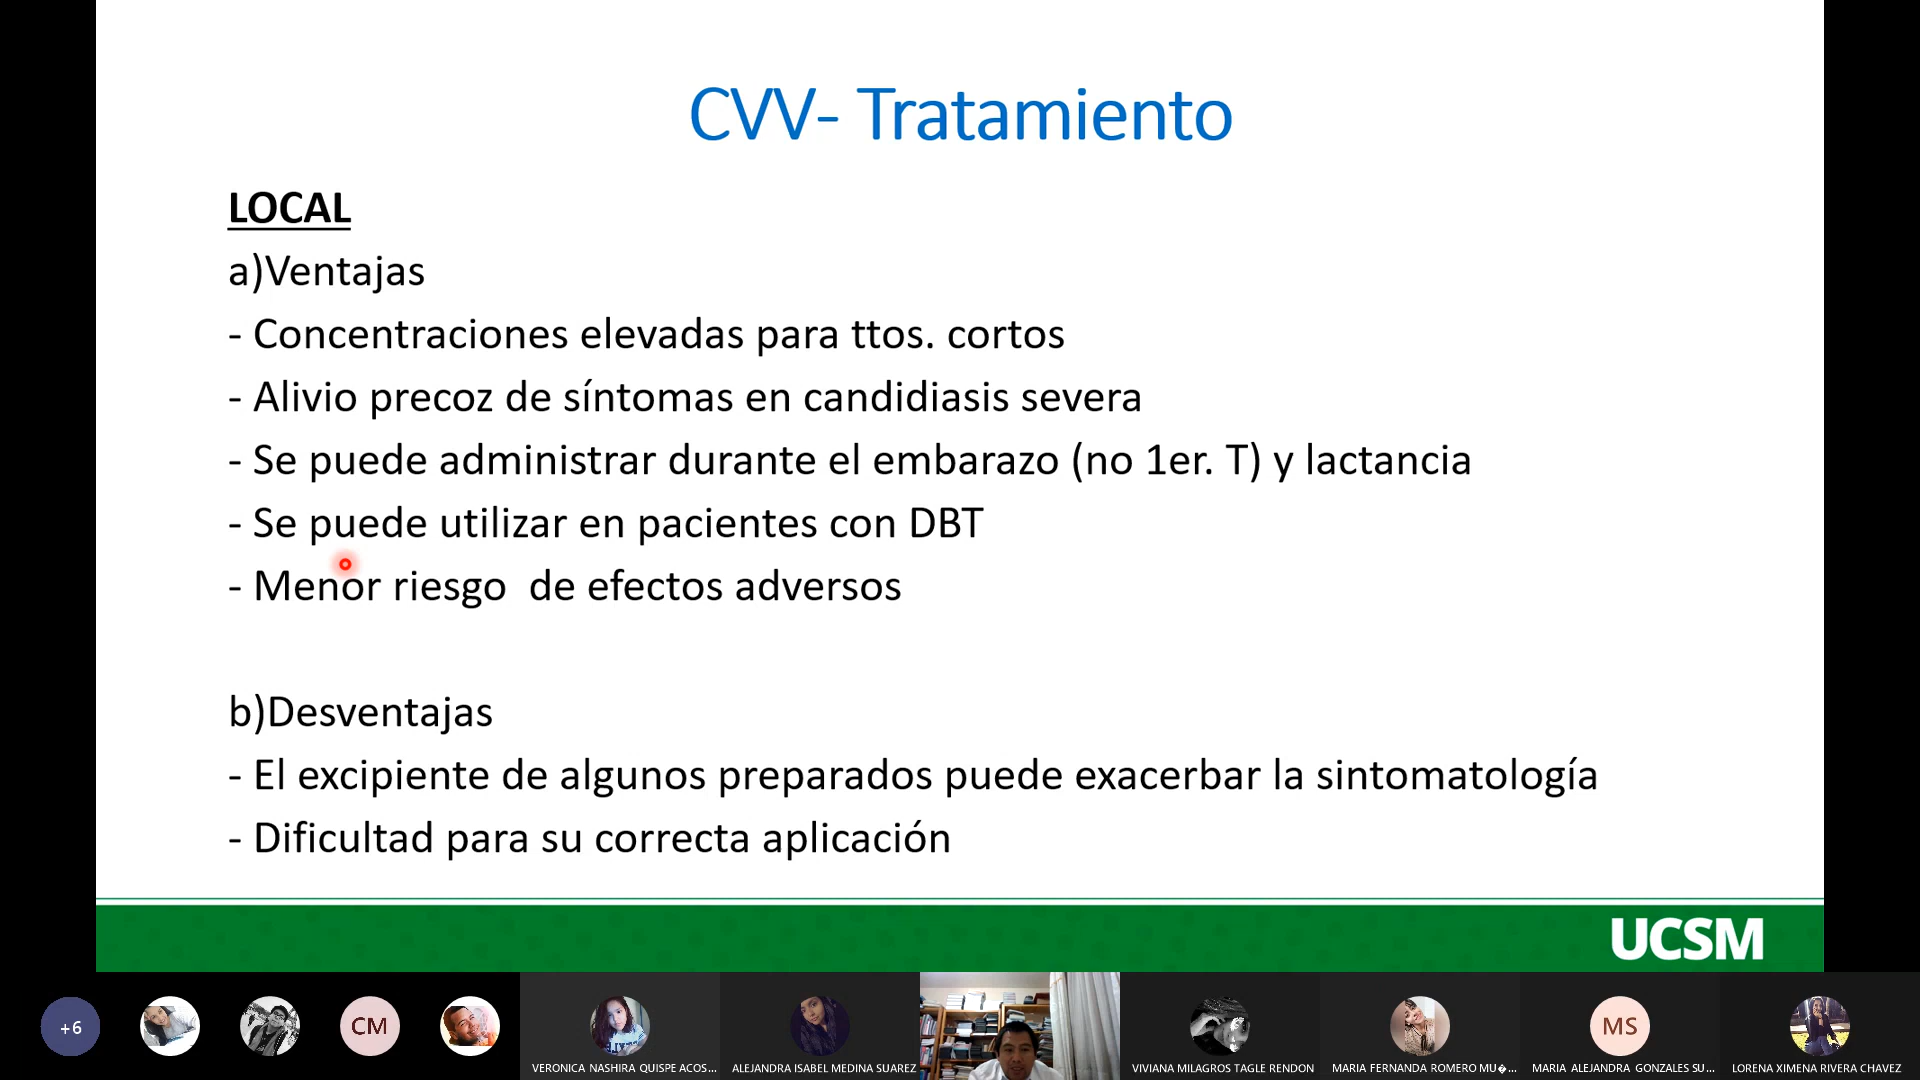 CVV- Tratamiento
LOCAL
a)Ventajas
- Concentraciones elevadas para ttos. cortos
- Alivio precoz de síntomas en candidiasis severa
- Se puede administrar durante el embarazo (no 1er. T) y lactancia
- Se puede utilizar en pacientes con DBT
- Menor riesgo  de efectos adversos
b)Desventajas
- El excipiente de algunos preparados puede exacerbar la sintomatología
- Dificultad para su correcta aplicación
UCSM
+6
CM
MS
VERONICA NASHIRA QUISPE ACOS...
ALEJANDRA ISABEL MEDINA SUAREZ
VIVIANA MILAGROS TAGLE RENDON
MARIA FERNANDA ROMERO MU�...
MARIA ALEJANDRA GONZALES SU...
LORENA XIMENA RIVERA CHAVEZ